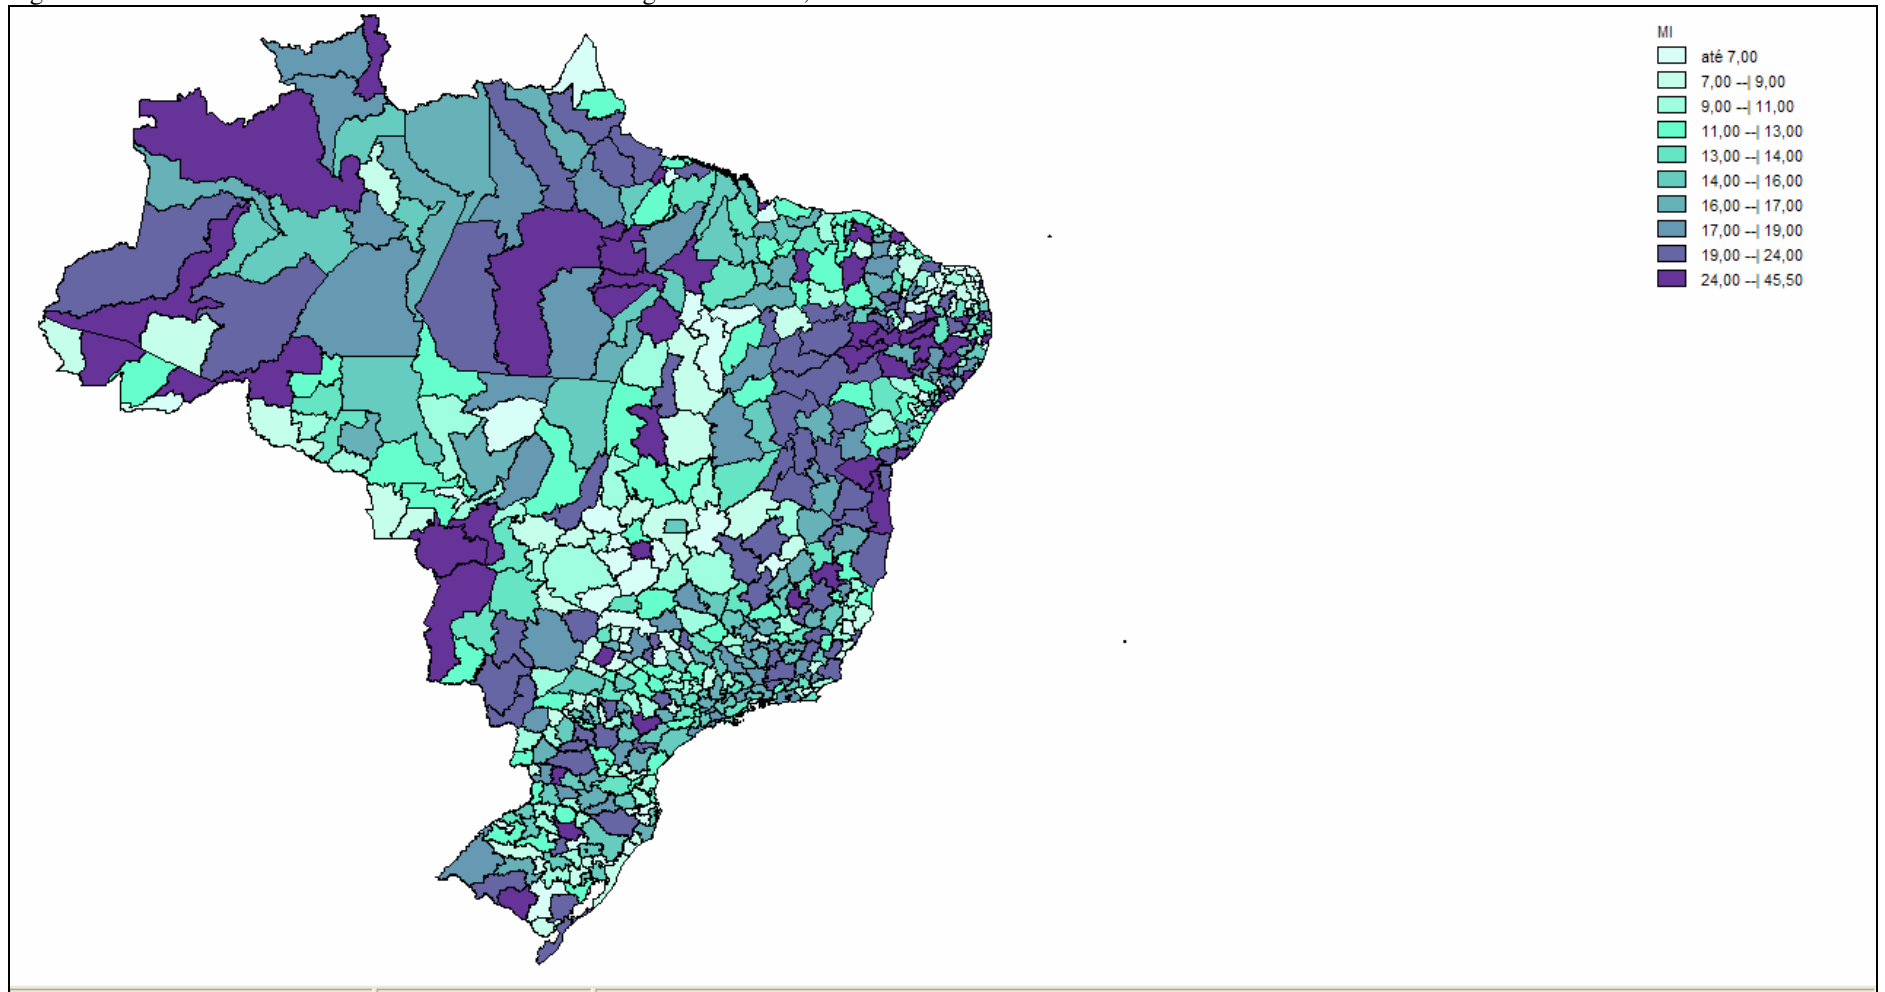 MI
até 7,00
7,00 --| 9,00
9,00 --| 11,00
11,00 --| 13,00
13,00 --| 14,00
14,00 --| 16,00
16,00 --| 17,00
17,00 --| 19,00
19,00 --| 24,00
24,00 --| 45,50